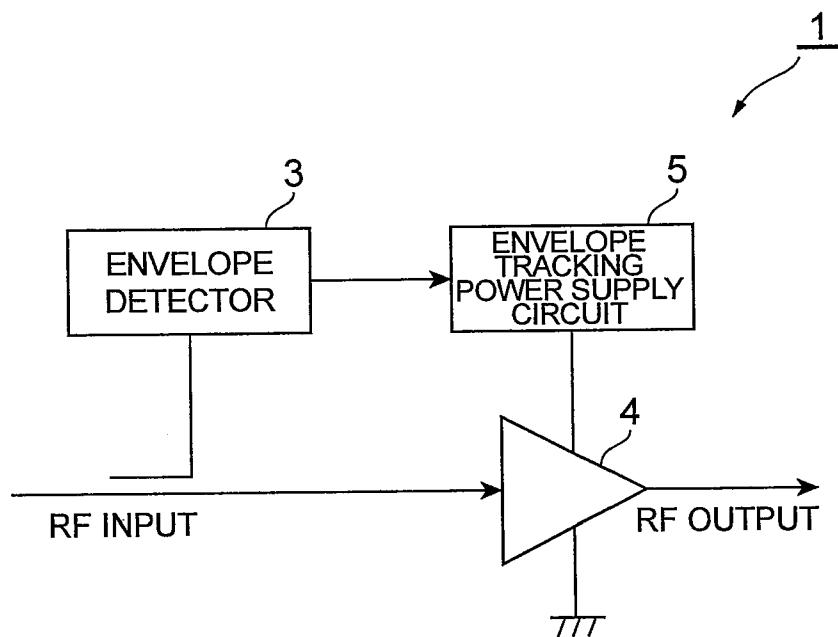 1
3
ENVELOPE
DETECTOR
5
ENVELOPE
TRACKING
POWER SUPPLY
CIRCUIT
4
RF INPUT
RF OUTPUT